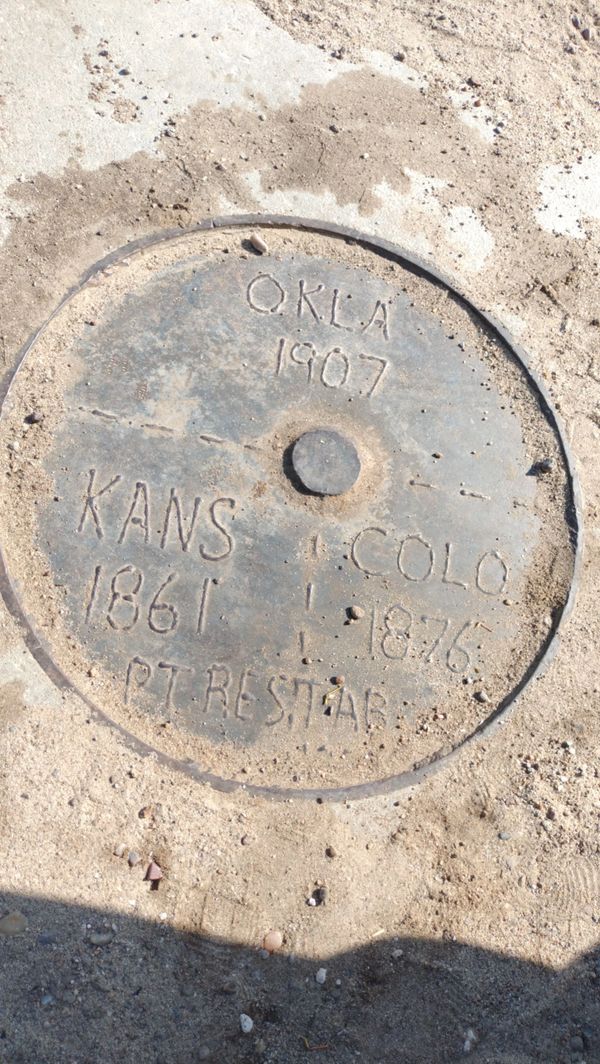 OKLA
1907
KANS
1861
COLO
1876
PT RESTAB